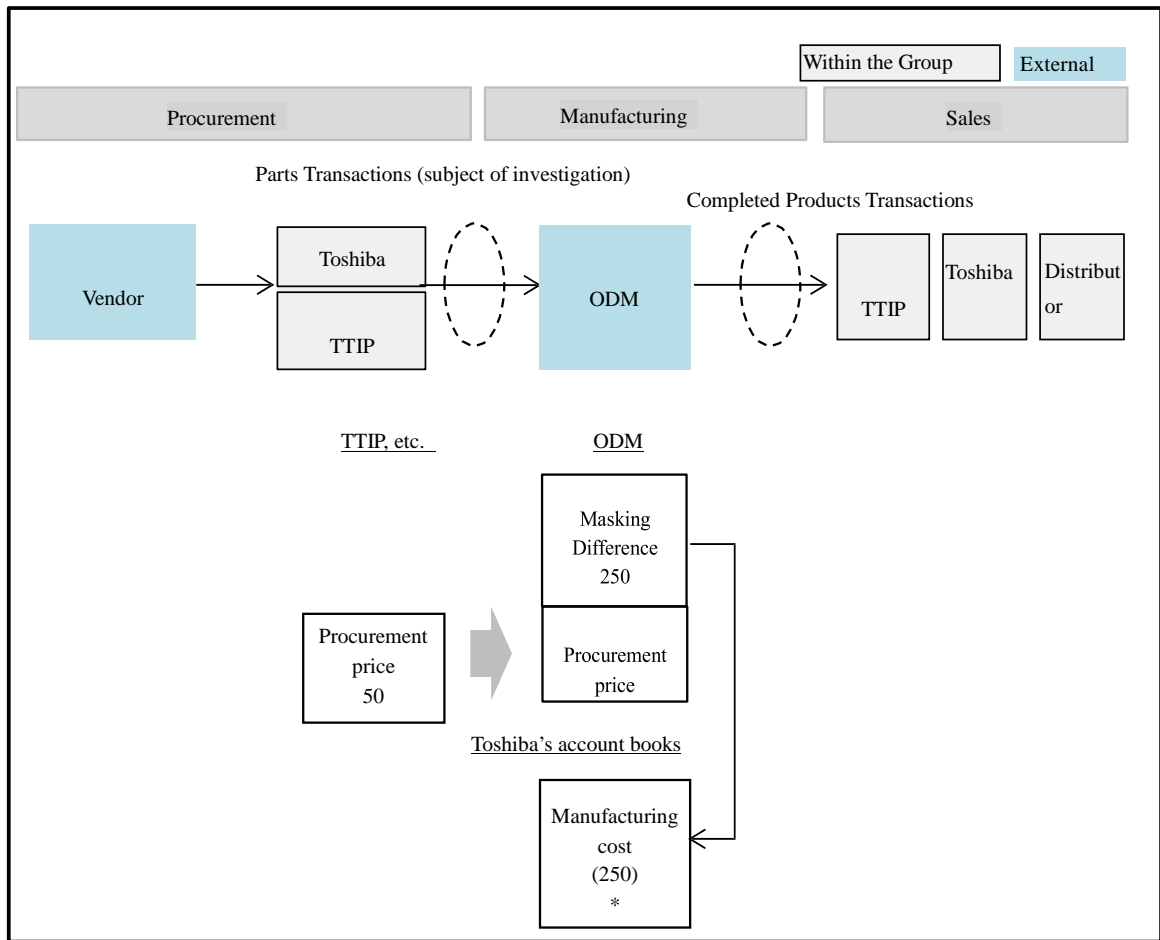 Within the Group
External
Procurement
Manufacturing
Sales
Parts Transactions (subject of investigation)
Completed Products Transactions
Vendor
Toshiba
TTIP
ODM
TTIP
Toshiba
Distribut
or
TTIP, etc.
ODM
Masking
Difference
250
Procurement
price
50
Procurement
price
Toshiba’s account books
Manufacturing
cost
(250)
*